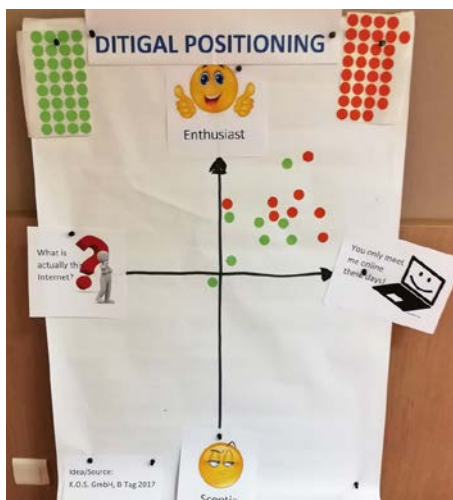 DITIGAL POSITIONING
Enthusiast
What is
actually the
Internet?
You only meet
me online
these days!
Idea/Source:
K.O.S. GmbH, D Tag 2017
Sceptic